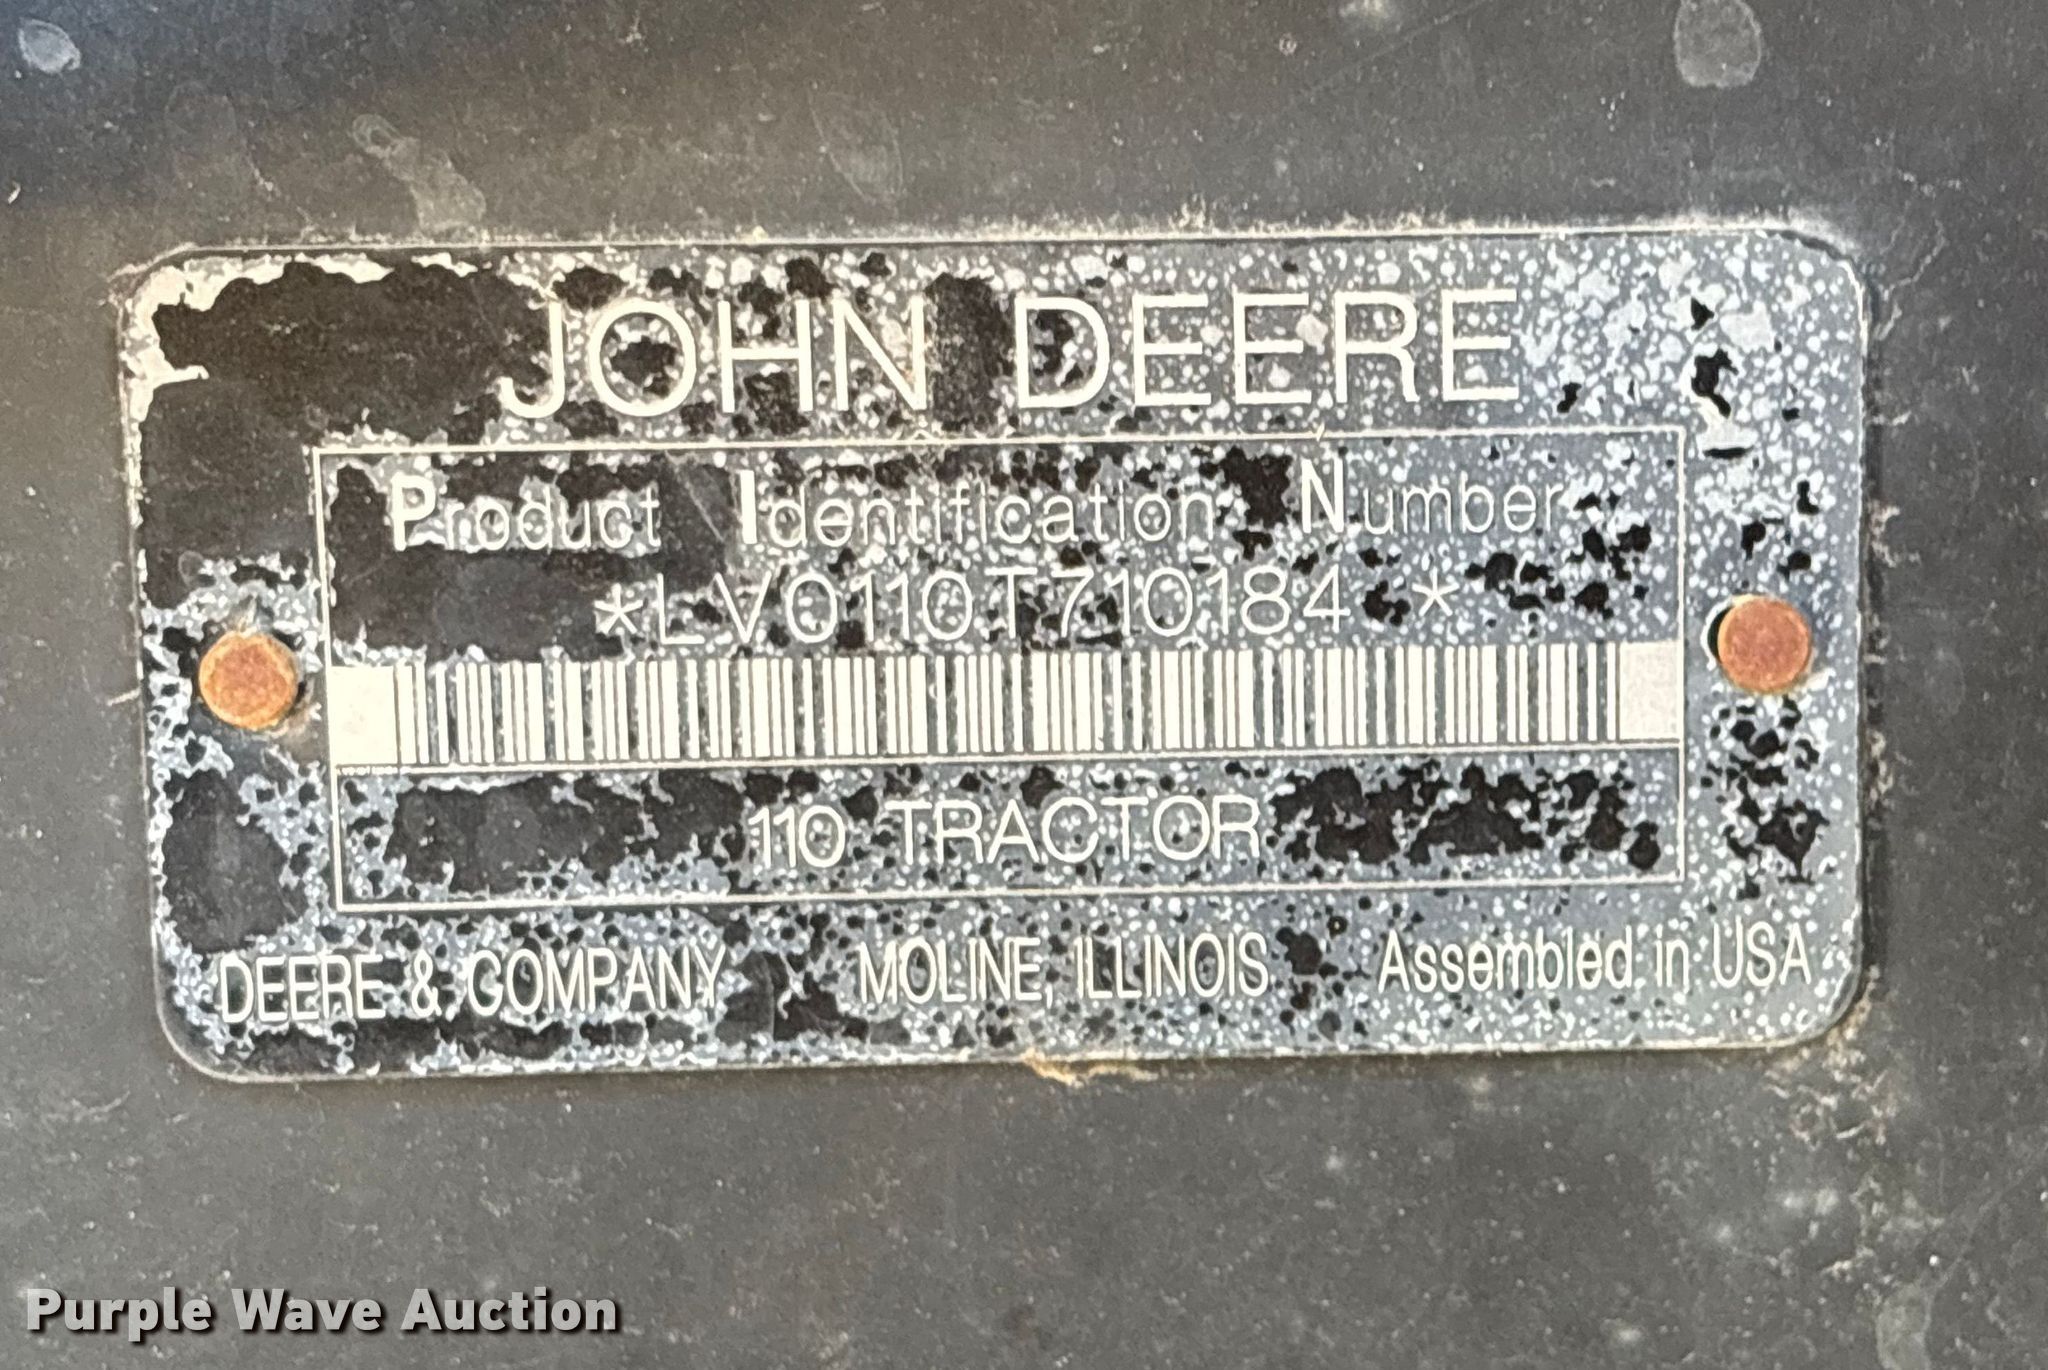 JOHN DEERE
Product Identification Number
*LV0110T710184 *
110 TRACTOR
DEERE & COMPANY MOLINE, ILLINOIS Assembled in USA
Purple Wave Auction